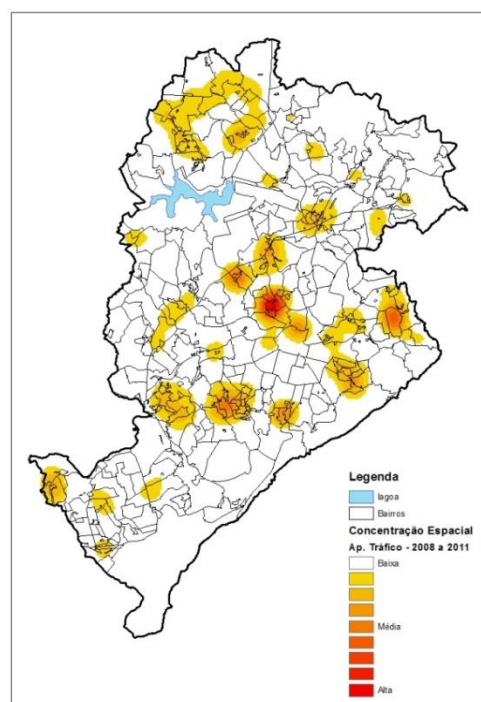 Legenda
lagoa
Bairros
Concentração Espacial
Ap. Tráfico - 2008 a 2011
Baixa
Média
Alta